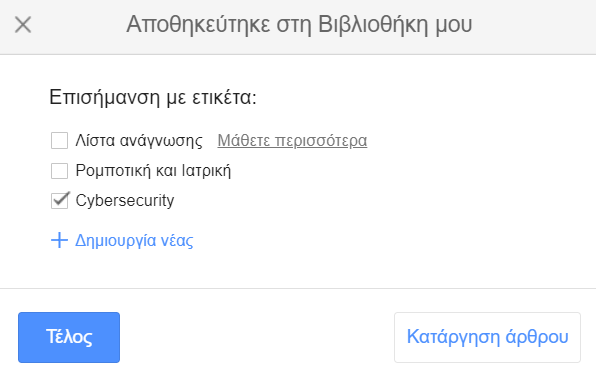 Αποθηκεύτηκε στη Βιβλιοθήκη μου
Επισήμανση με ετικέτα:
Λίστα ανάγνωσης Μάθετε περισσότερα
Ρομποτική και Ιατρική
Cybersecurity
Δημιουργία νέας
Τέλος Κατάργηση άρθρου